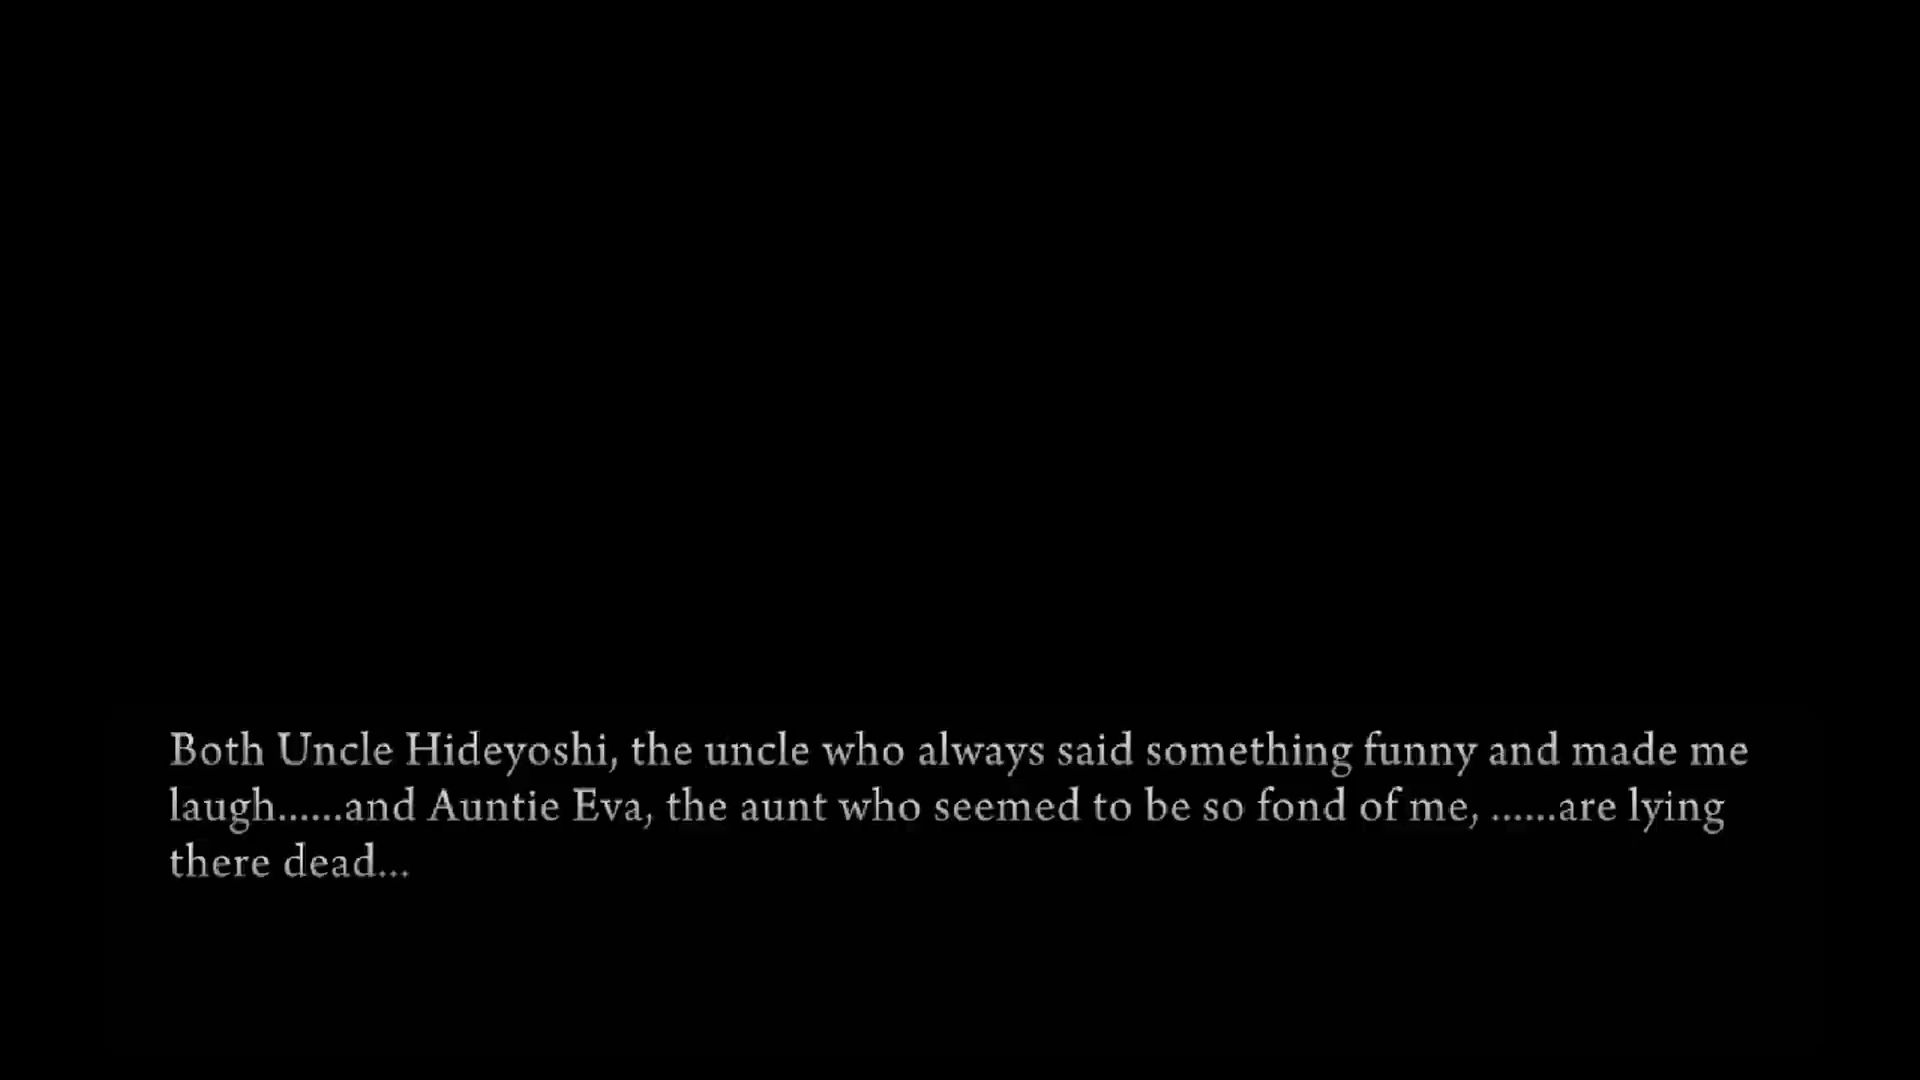 Both Uncle Hideyoshi, the uncle who always said something funny and made me
laugh......and Auntie Eva, the aunt who seemed to be so fond of me, ......are lying
there dead...